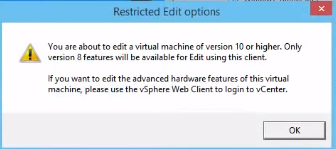 Restricted Edit options
You are about to edit a virtual machine of version 10 or higher. Only
version 8 features will be available for Edit using this client.
If you want to edit the advanced hardware features of this virtual
machine, please use the vSphere Web Client to login to vCenter.
OK